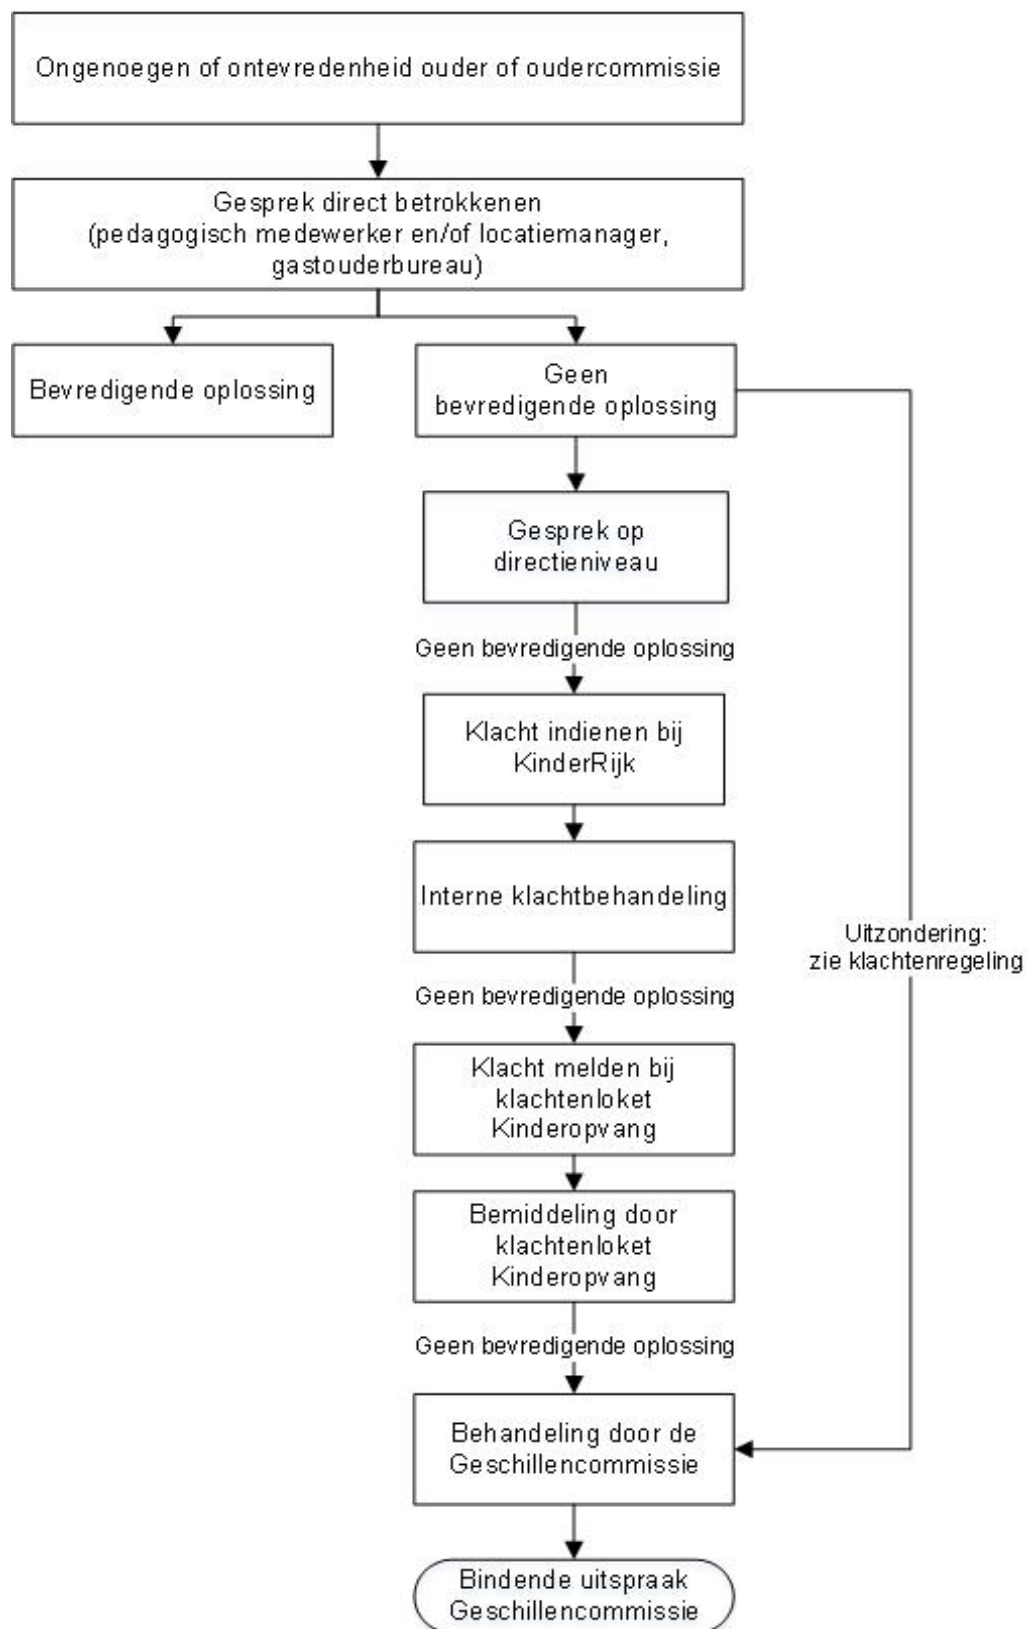 Ongenoegen of ontevredenheid ouder of oudercommissie
Gesprek direct betrokkenen
(pedagogisch medewerker en/of locatiemanager,
gastouderbureau)
Bevredigende oplossing
Geen
bevredigende oplossing
Gesprek op
directieniveau
Geen bevredigende oplossing
Klacht indienen bij
KinderRijk
Interne klachtbehandeling
Uitzondering:
zie klachtenregeling
Geen bevredigende oplossing
Klacht melden bij
klachtenloket
Kinderopvang
Bemiddeling door
klachtenloket
Kinderopvang
Geen bevredigende oplossing
Behandeling door de
Geschillencommissie
Bindende uitspraak
Geschillencommissie